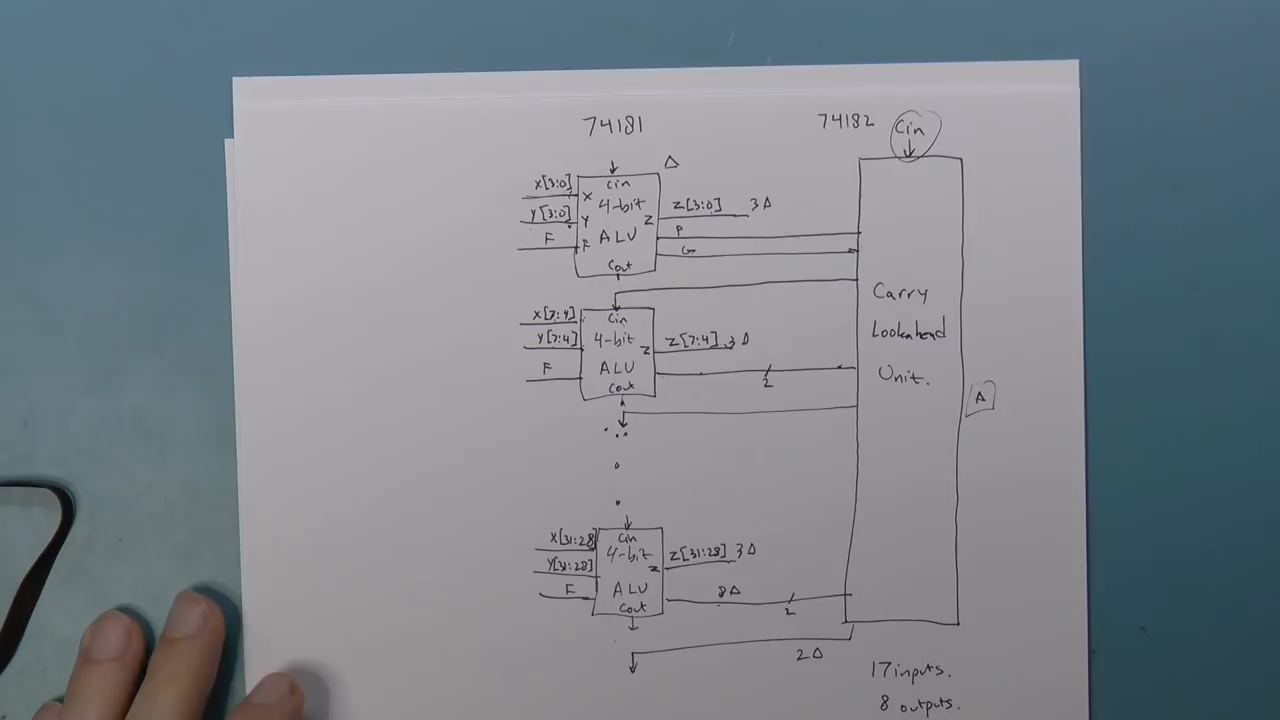 74181
74182
Cin
Δ
X[3:0]
Cin
X
4-bit
Z[3:0] 3Δ
Y[3:0]
Y
Z
P
F
F
ALU
G
Cout
Carry
Lookahead
Unit.
X[7:4]
Cin
Y[7:4]
4-bit
Z
Z[7:4] 3Δ
F
ALU
2
Cout
Δ
X[31:28]
Cin
4-bit
Z[31:28] 3Δ
Y[31:28]
Z
F
ALU
8Δ
2
Cout
2Δ
17 inputs.
8 outputs.